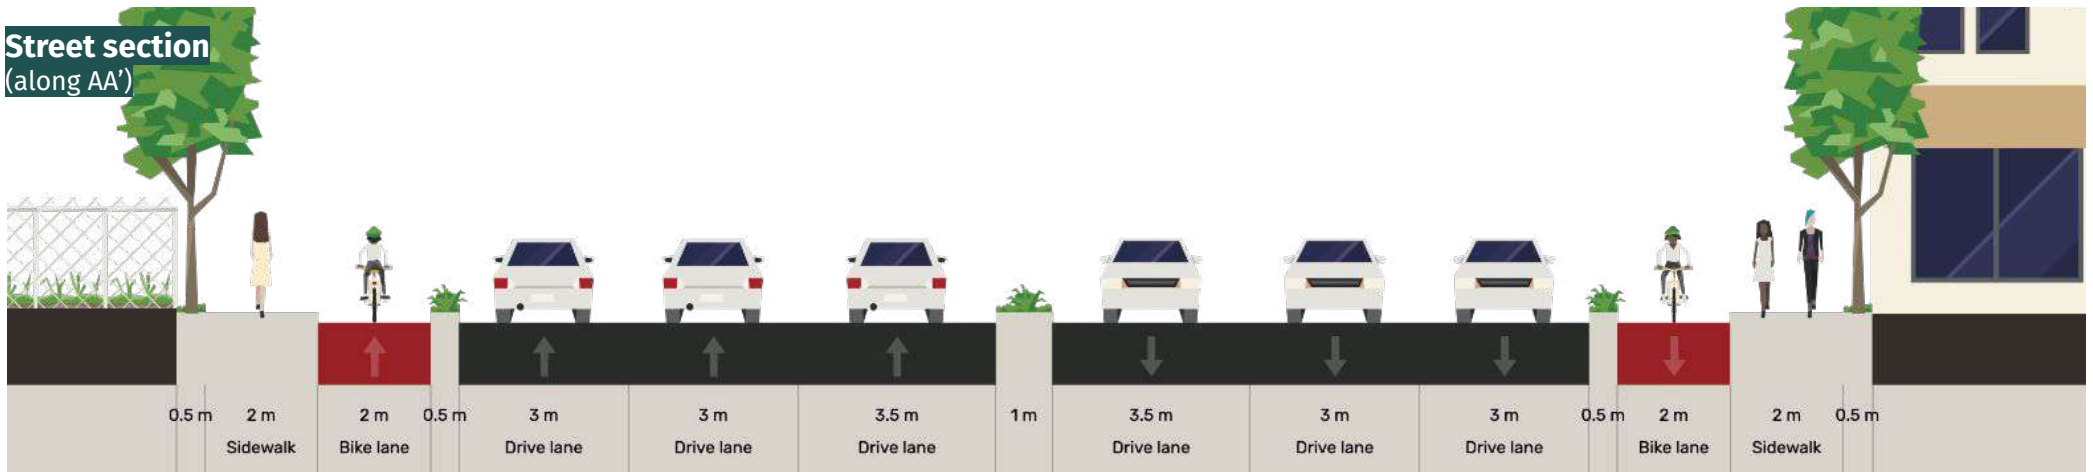 Street section
(along AA')
0.5 m 2 m 2 m 0.5 m 3 m 3 m 3.5 m 1 m 3.5 m 3 m 3 m 0.5 m 2 m 2 m 0.5 m
Sidewalk Bike lane Drive lane Drive lane Drive lane Drive lane Drive lane Drive lane Bike lane Sidewalk